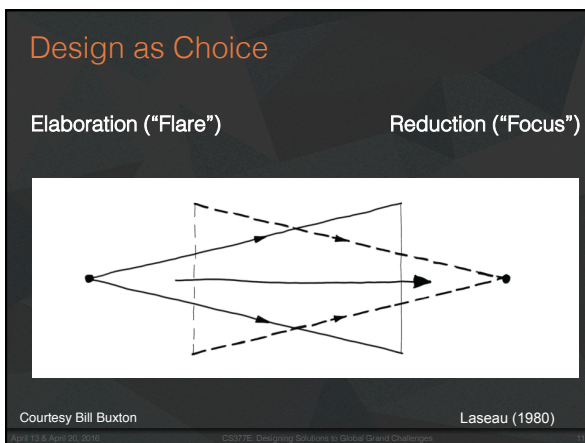 Design as Choice
Elaboration (“Flare”) Reduction (“Focus”)
Courtesy Bill Buxton Laseau (1980)
April 13 & April 20, 2016 CS377E: Designing Solutions to Global Grand Challenges 11